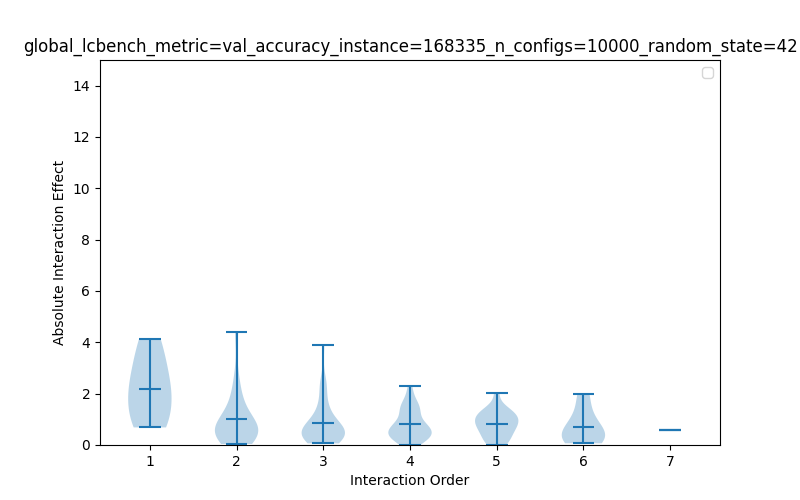 global_lcbench_metric=val_accuracy_instance=168335_n_configs=10000_random_state=42
14
12
10
8
6
4
2
0
Absolute Interaction Effect
1 2 3 4 5 6 7
Interaction Order